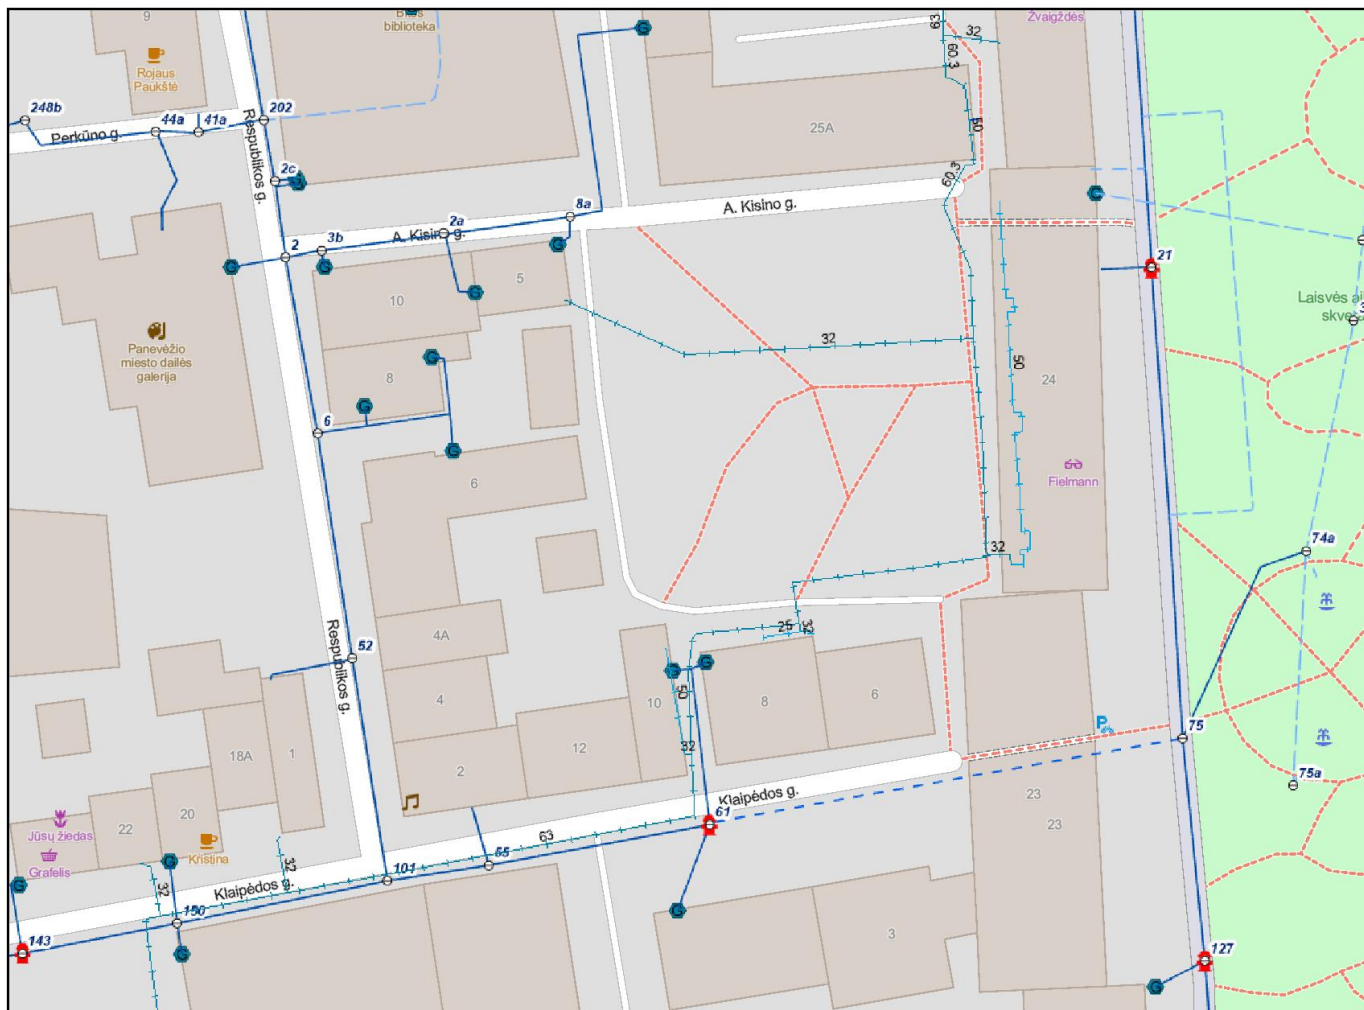 9
Bitės
biblioteka
Žvaigždės
63
32
60.3
Rojaus
Paukštė
248b
44a
41a
202
Perkūno g.
Respublikos g.
25A
50
2c
60.3
8a
A. Kisino g.
2a
A. Kisino g.
3b
2
21
5
10
Laisvės
3
32
Panevėžio
miesto dailės
galerija
8
50
24
6
Fielmann
6
32
74a
4A
25
32
Respublikos g.
52
4
10
50
8
6
P
75
18A
1
12
32
2
75a
Klaipėdos g.
61
23
23
Jūsų žiedas
22
20
Kristina
Grafelis
63
55
32
101
32
Klaipėdos g.
150
143
3
127